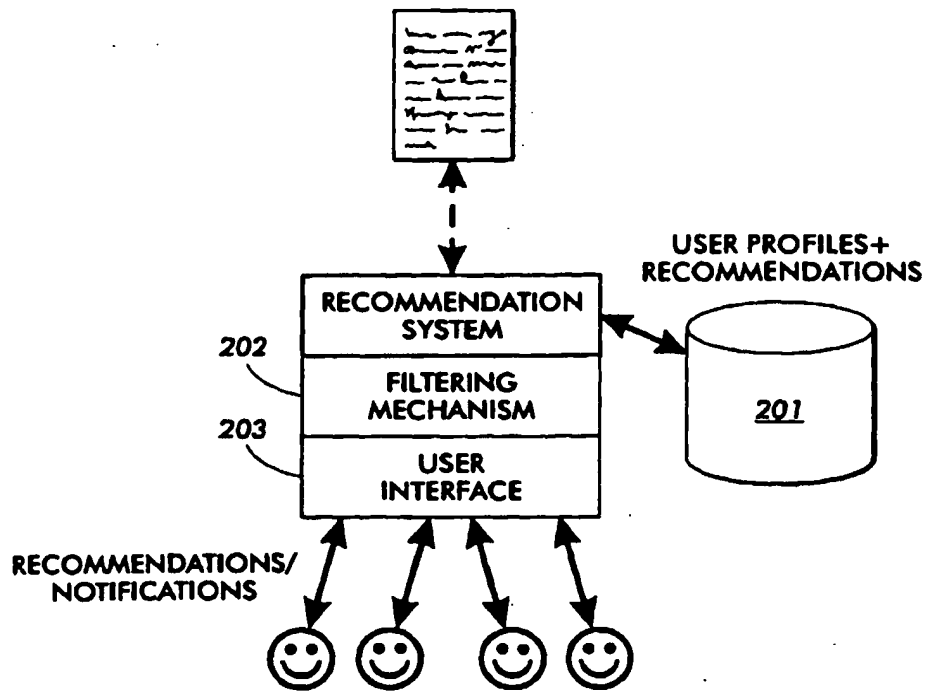 USER PROFILES+
RECOMMENDATIONS
RECOMMENDATION
SYSTEM
202
FILTERING
MECHANISM
201
203
USER
INTERFACE
RECOMMENDATIONS/
NOTIFICATIONS